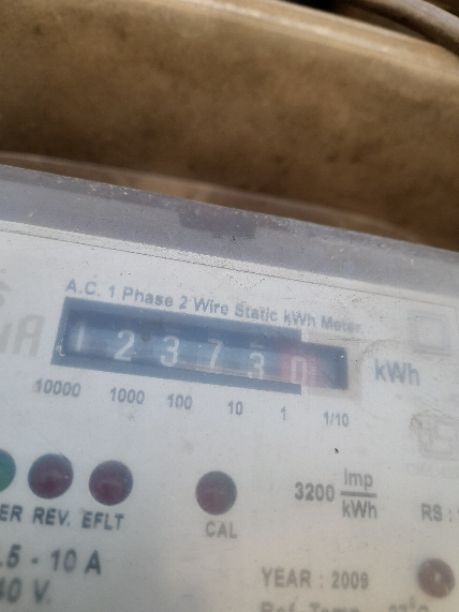 A.C. 1 Phase 2 Wire Static kWh Meter
1 2 3 7 3 0 kWh
10000 1000 100 10 1 1/10
3200 Imp/kWh
ER REV. EFLT
CAL
RS :
.5 - 10 A
40 V.
YEAR : 2009